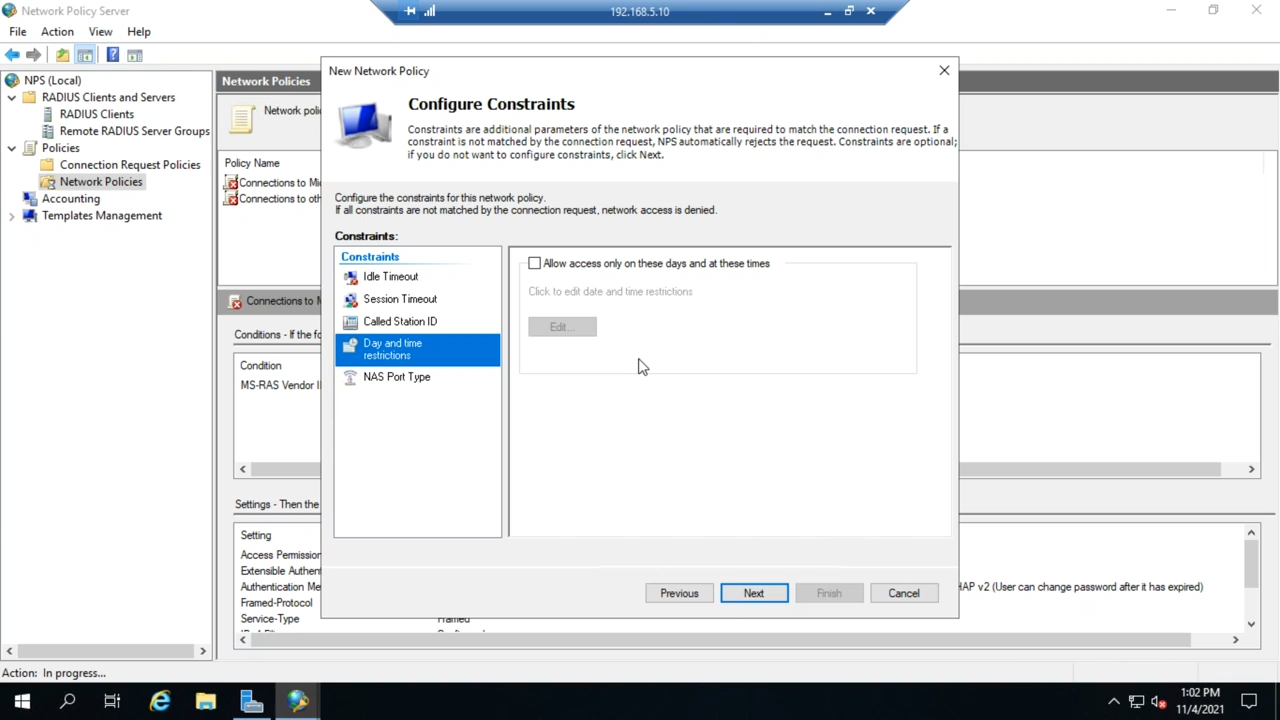 Network Policy Server
192.168.5.10
File Action View Help
NPS (Local)
RADIUS Clients and Servers
RADIUS Clients
Remote RADIUS Server Groups
Policies
Connection Request Policies
Network Policies
Accounting
Templates Management
Network Policies
Policy Name
Connections to
Connections to
Connections to
Conditions - If the
Condition
MS-RAS Vendor
Settings - Then the
Setting
Access Permission
Authentication
Framed-Protocol
Service-Type
Framed
HAP v2 (User can change password after it has expired)
New Network Policy
Configure Constraints
Constraints are additional parameters of the network policy that are required to match the connection request. If a
constraint is not matched by the connection request, NPS automatically rejects the request. Constraints are optional;
if you do not want to configure constraints, click Next.
Configure the constraints for this network policy.
If all constraints are not matched by the connection request, network access is denied.
Constraints:
Constraints
Idle Timeout
Session Timeout
Called Station ID
Day and time
restrictions
NAS Port Type
Allow access only on these days and at these times
Click to edit date and time restrictions
Edit...
Previous Next Finish Cancel
Action: In progress...
1:02 PM
11/4/2021